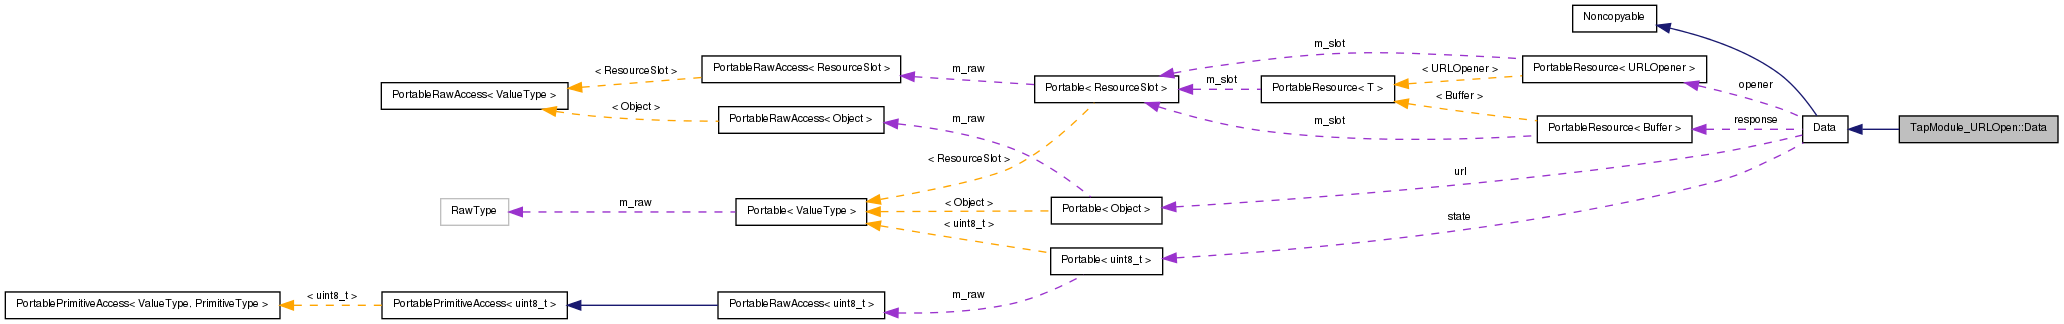 Noncopyable
m_slot
PortableResource< URLOpener >
< URLOpener >
< ResourceSlot >
PortableRawAccess< ResourceSlot >
m_raw
m_slot
opener
PortableRawAccess< ValueType >
Portable< ResourceSlot >
PortableResource< T >
< Buffer >
< Object >
PortableRawAccess< Object >
m_raw
m_slot
PortableResource< Buffer >
response
Data
TapModule_URLOpen::Data
< ResourceSlot >
url
RawType
m_raw
Portable< ValueType >
< Object >
Portable< Object >
< uint8_t >
state
Portable< uint8_t >
PortablePrimitiveAccess< ValueType, PrimitiveType >
< uint8_t >
PortablePrimitiveAccess< uint8_t >
PortableRawAccess< uint8_t >
m_raw